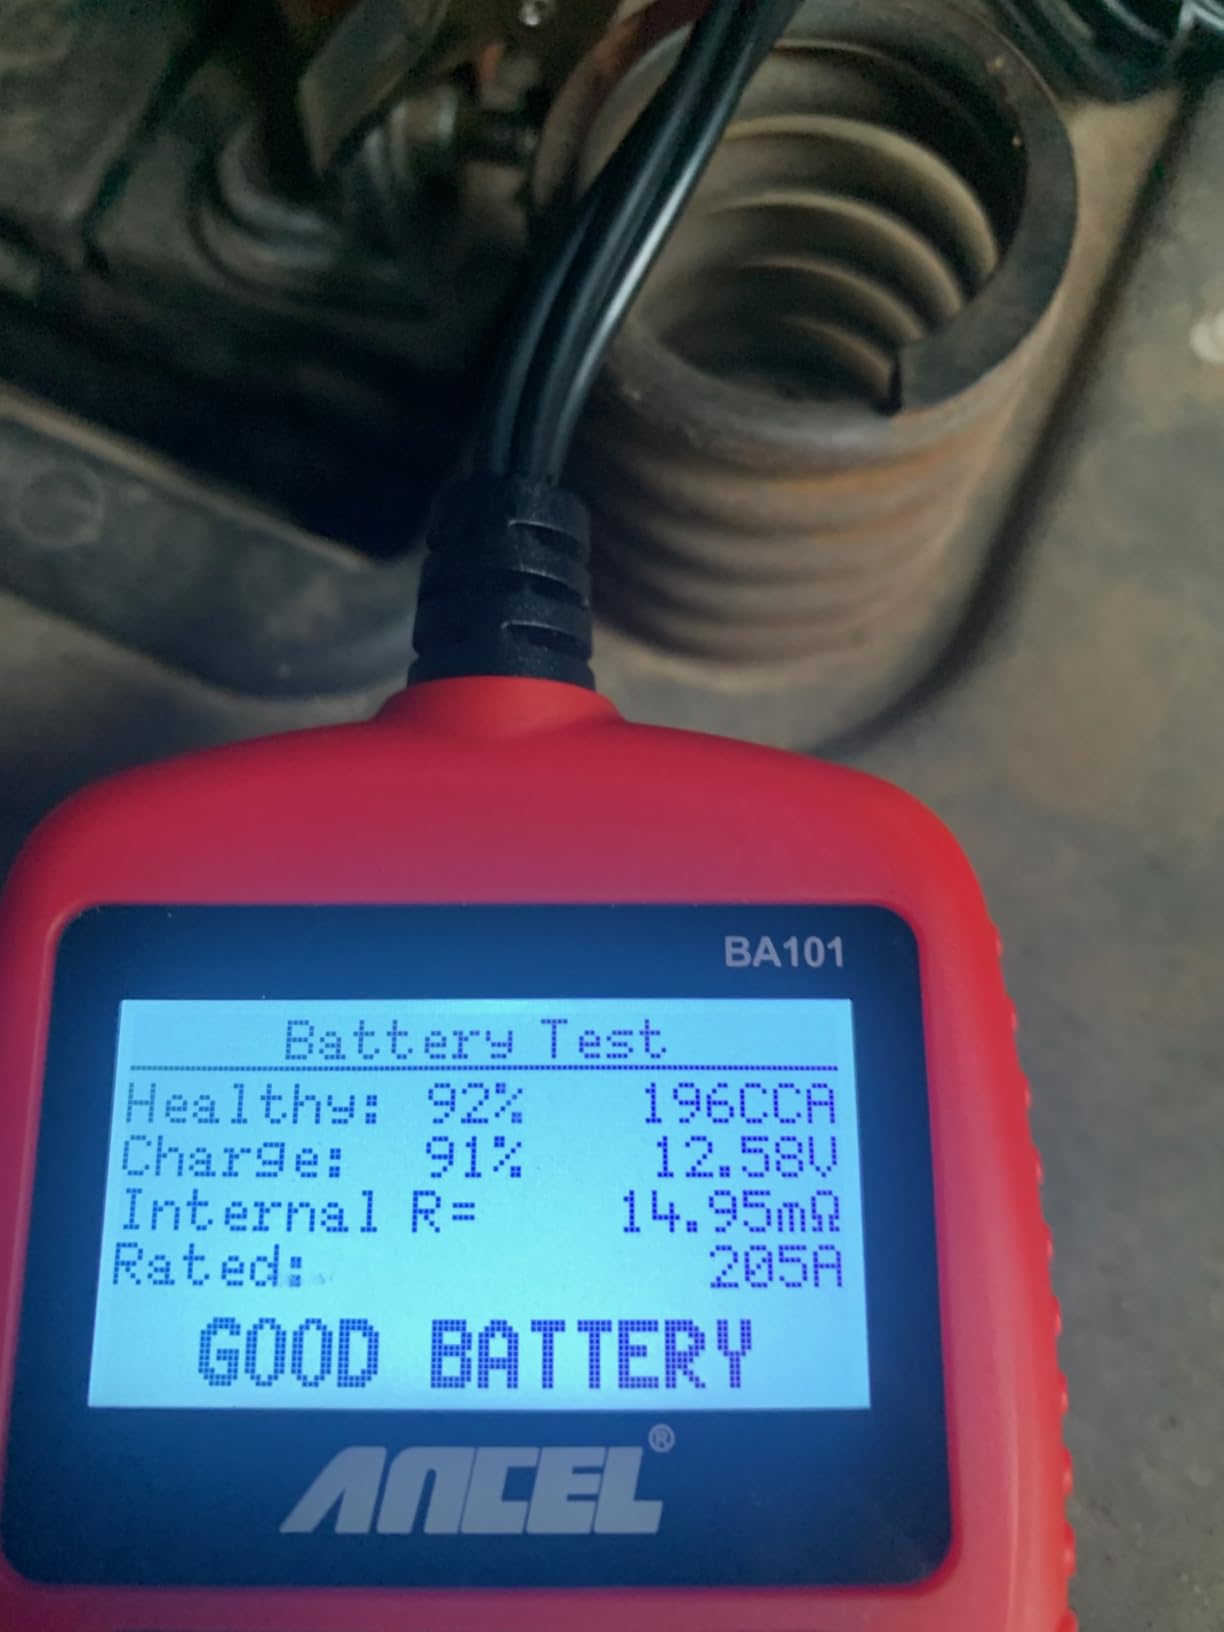 BA101
Battery Test
Healthy: 92% 196CCA
Charge: 91% 12.58V
Internal R= 14.95mΩ
Rated: 205A
GOOD BATTERY
ANCEL®